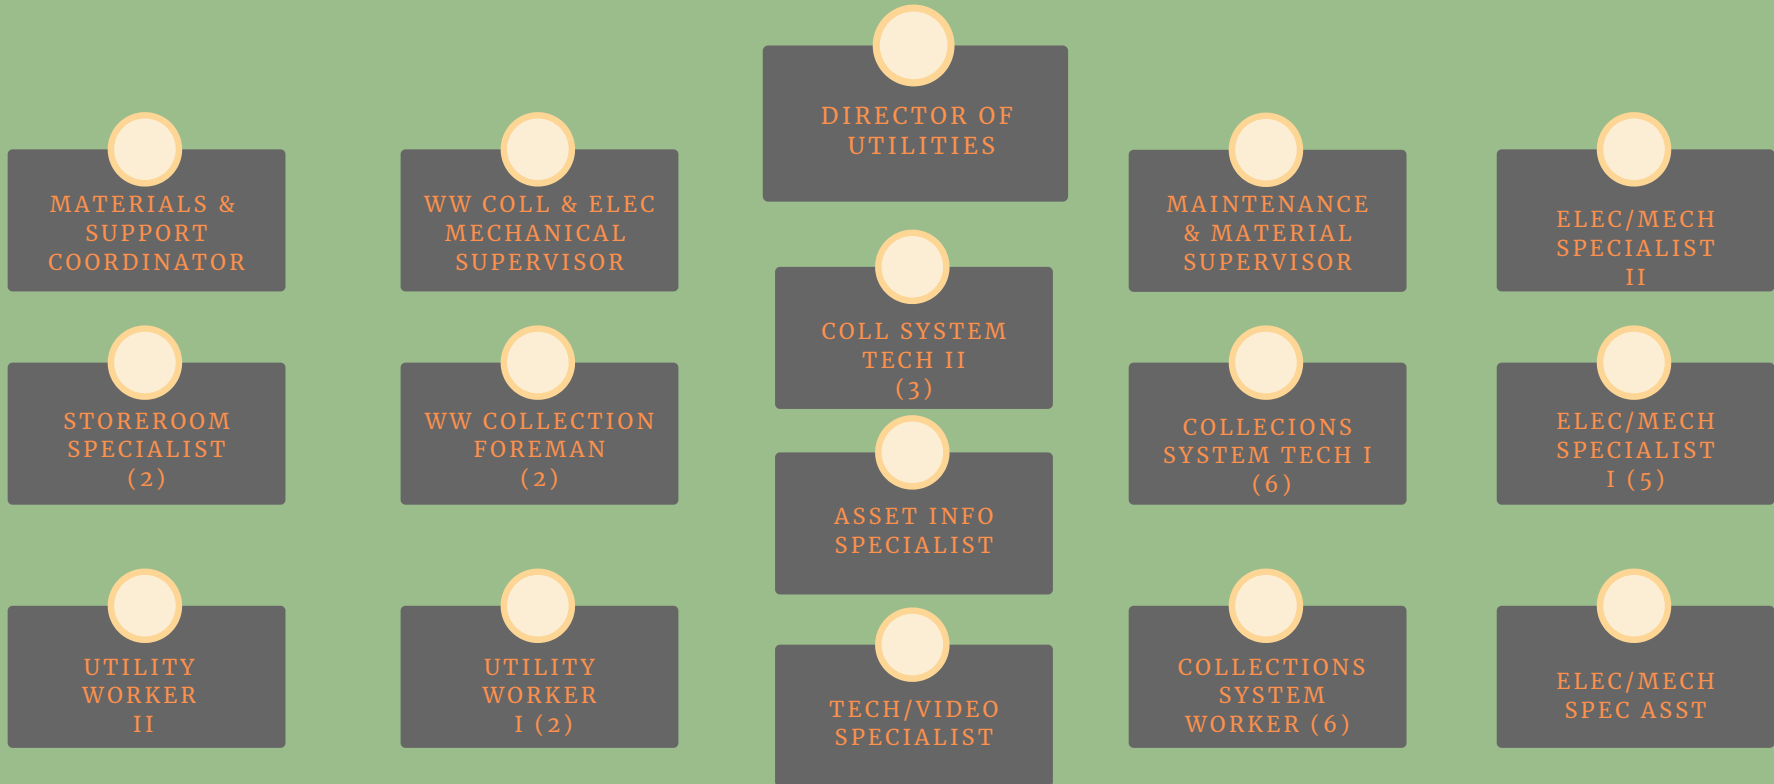 DIRECTOR OF
UTILITIES
MATERIALS &
SUPPORT
COORDINATOR
WW COLL & ELEC
MECHANICAL
SUPERVISOR
MAINTENANCE
& MATERIAL
SUPERVISOR
ELEC/MECH
SPECIALIST
II
COLL SYSTEM
TECH II
(3)
STOREROOM
SPECIALIST
(2)
WW COLLECTION
FOREMAN
(2)
COLLECIONS
SYSTEM TECH I
(6)
ELEC/MECH
SPECIALIST
I (5)
ASSET INFO
SPECIALIST
UTILITY
WORKER
II
UTILITY
WORKER
I (2)
TECH/VIDEO
SPECIALIST
COLLECTIONS
SYSTEM
WORKER (6)
ELEC/MECH
SPEC ASST